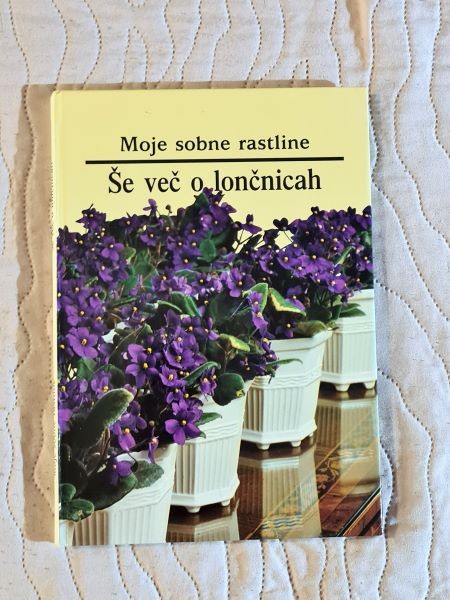 Moje sobne rastline
Še več o lončnicah